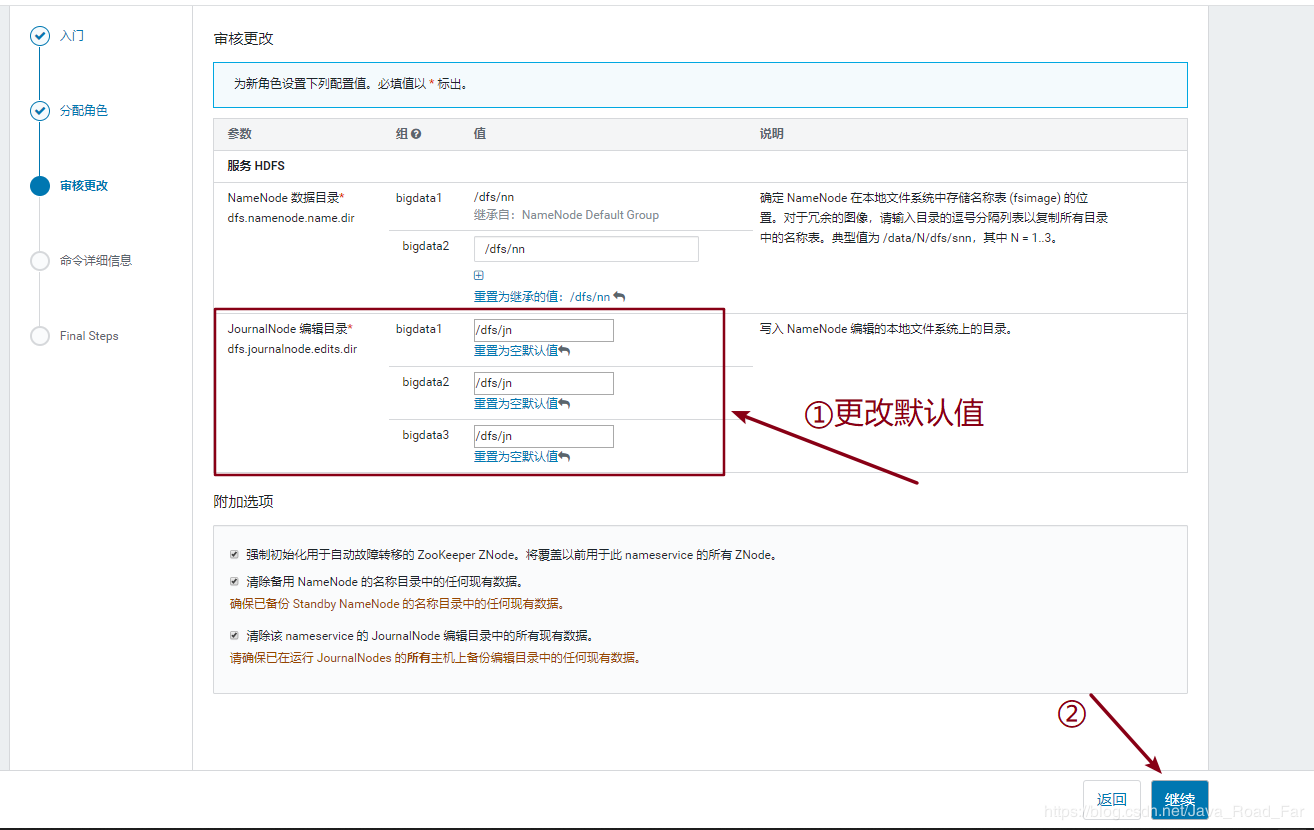 入门
分配角色
审核更改
命令详细信息
Final Steps
审核更改
为新角色设置下列配置值。必填值以 * 标出。
参数 组 值 说明
服务 HDFS
NameNode 数据目录* bigdata1 /dfs/nn 确定 NameNode 在本地文件系统中存储名称表 (fsimage) 的位
dfs.namenode.name.dir 继承自：NameNode Default Group 置。对于冗余的图像，请输入目录的逗号分隔列表以复制所有目录
中的名称表。典型值为 /data/N/dfs/snn，其中 N = 1..3。
bigdata2 /dfs/nn
重置为继承的值：/dfs/nn
JournalNode 编辑目录* bigdata1 /dfs/jn 写入 NameNode 编辑的本地文件系统上的目录。
dfs.journalnode.edits.dir 重置为空默认值
bigdata2 /dfs/jn
重置为空默认值
bigdata3 /dfs/jn
重置为空默认值
①更改默认值
附加选项
强制初始化用于自动故障转移的 ZooKeeper ZNode。将覆盖以前用于此 nameservice 的所有 ZNode。
清除备用 NameNode 的名称目录中的任何现有数据。
确保已备份 Standby NameNode 的名称目录中的任何现有数据。
清除该 nameservice 的 JournalNode 编辑目录中的所有现有数据。
请确保已在运行 JournalNodes 的所有主机上备份编辑目录中的任何现有数据。
②
返回 继续
https://blog.csdn.net/Java_Road_Far